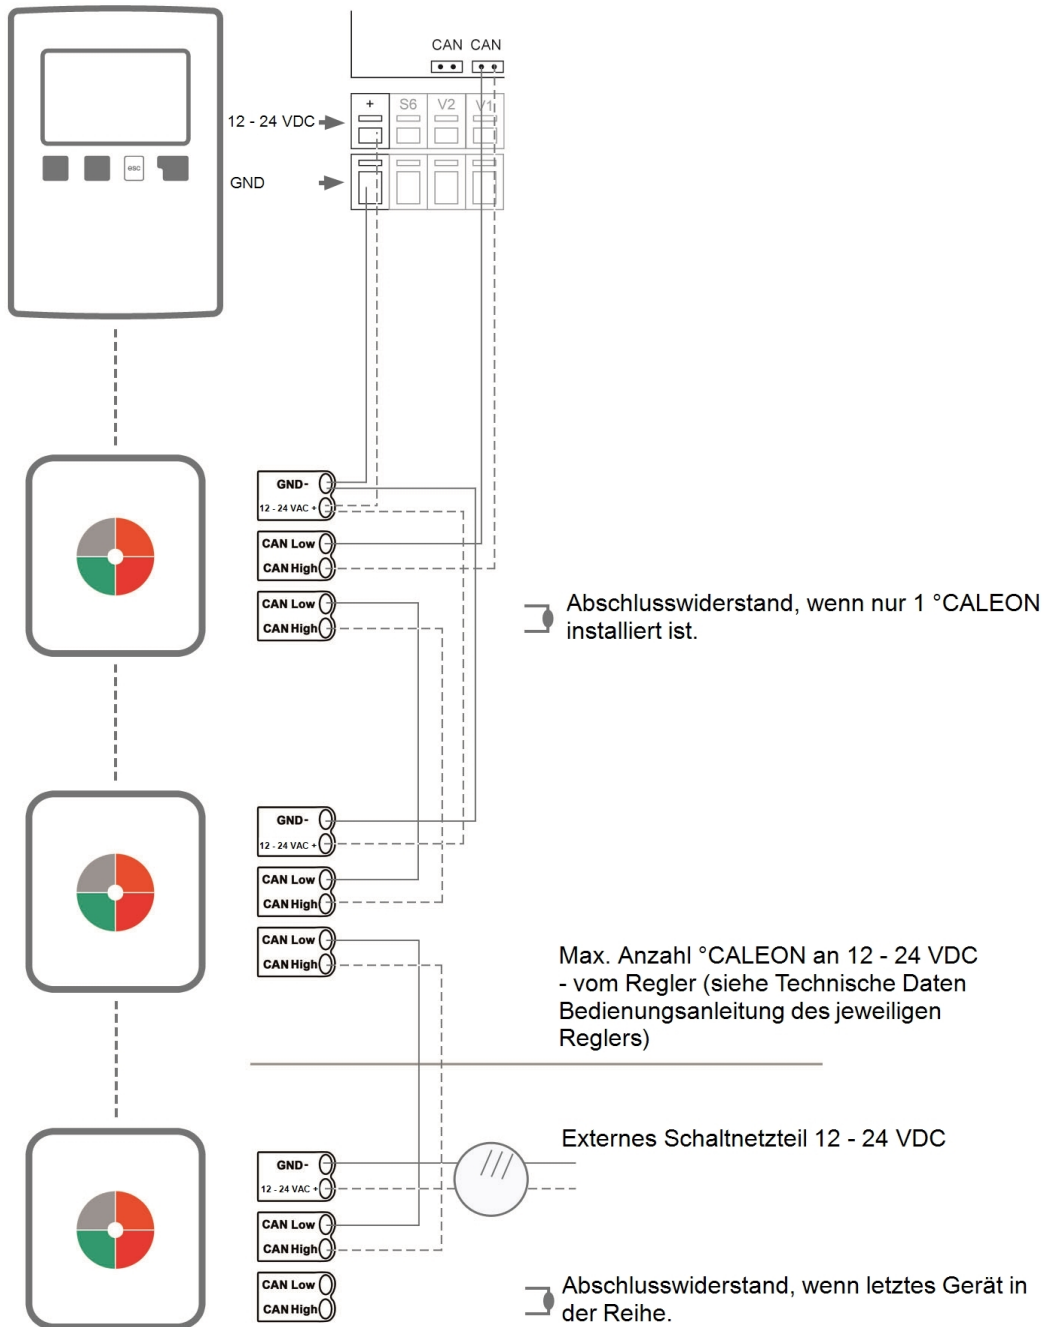 CAN CAN
+ S6 V2 V1
12 - 24 VDC
esc
GND
GND-
12 - 24 VAC +
CAN Low
CAN High
CAN Low
CAN High
Abschlusswiderstand, wenn nur 1 °CALEON
installiert ist.
GND-
12 - 24 VAC +
CAN Low
CAN High
CAN Low
CAN High
Max. Anzahl °CALEON an 12 - 24 VDC
- vom Regler (siehe Technische Daten
Bedienungsanleitung des jeweiligen
Reglers)
Externes Schaltnetzteil 12 - 24 VDC
GND-
12 - 24 VAC +
CAN Low
CAN High
CAN Low
CAN High
Abschlusswiderstand, wenn letztes Gerät in
der Reihe.